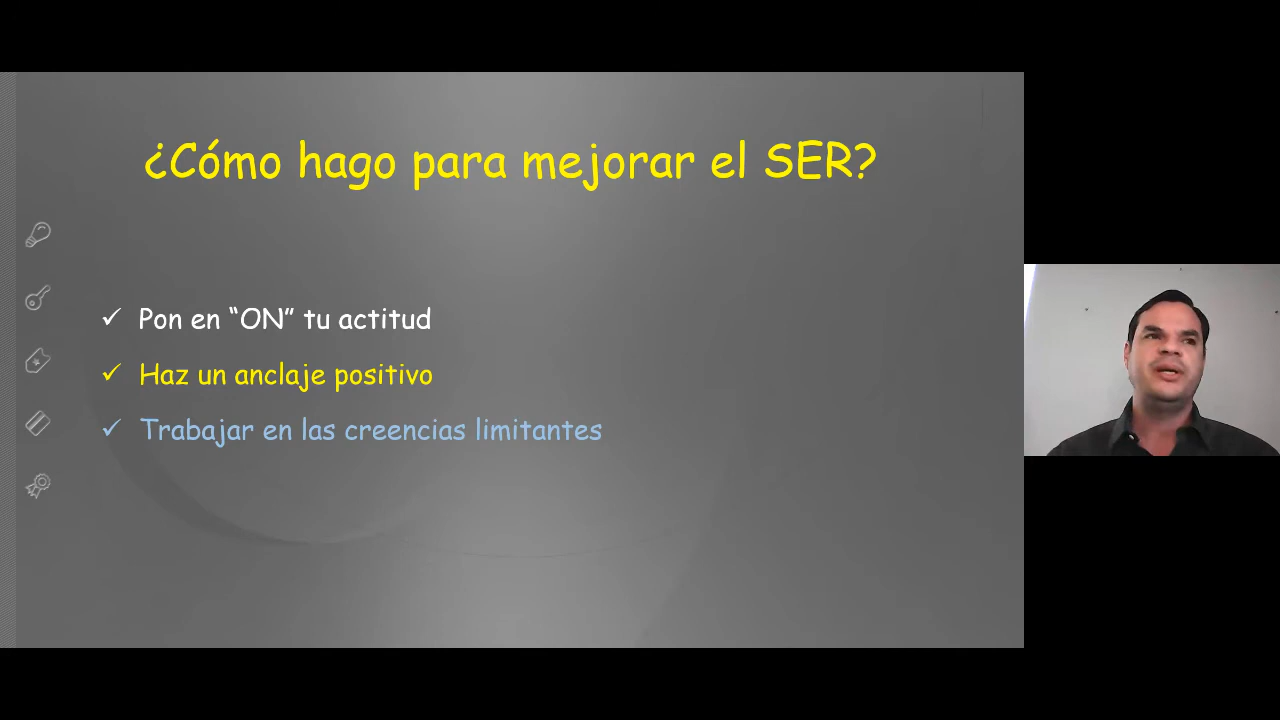 ¿Cómo hago para mejorar el SER?
✓ Pon en “ON” tu actitud
✓ Haz un anclaje positivo
✓ Trabajar en las creencias limitantes